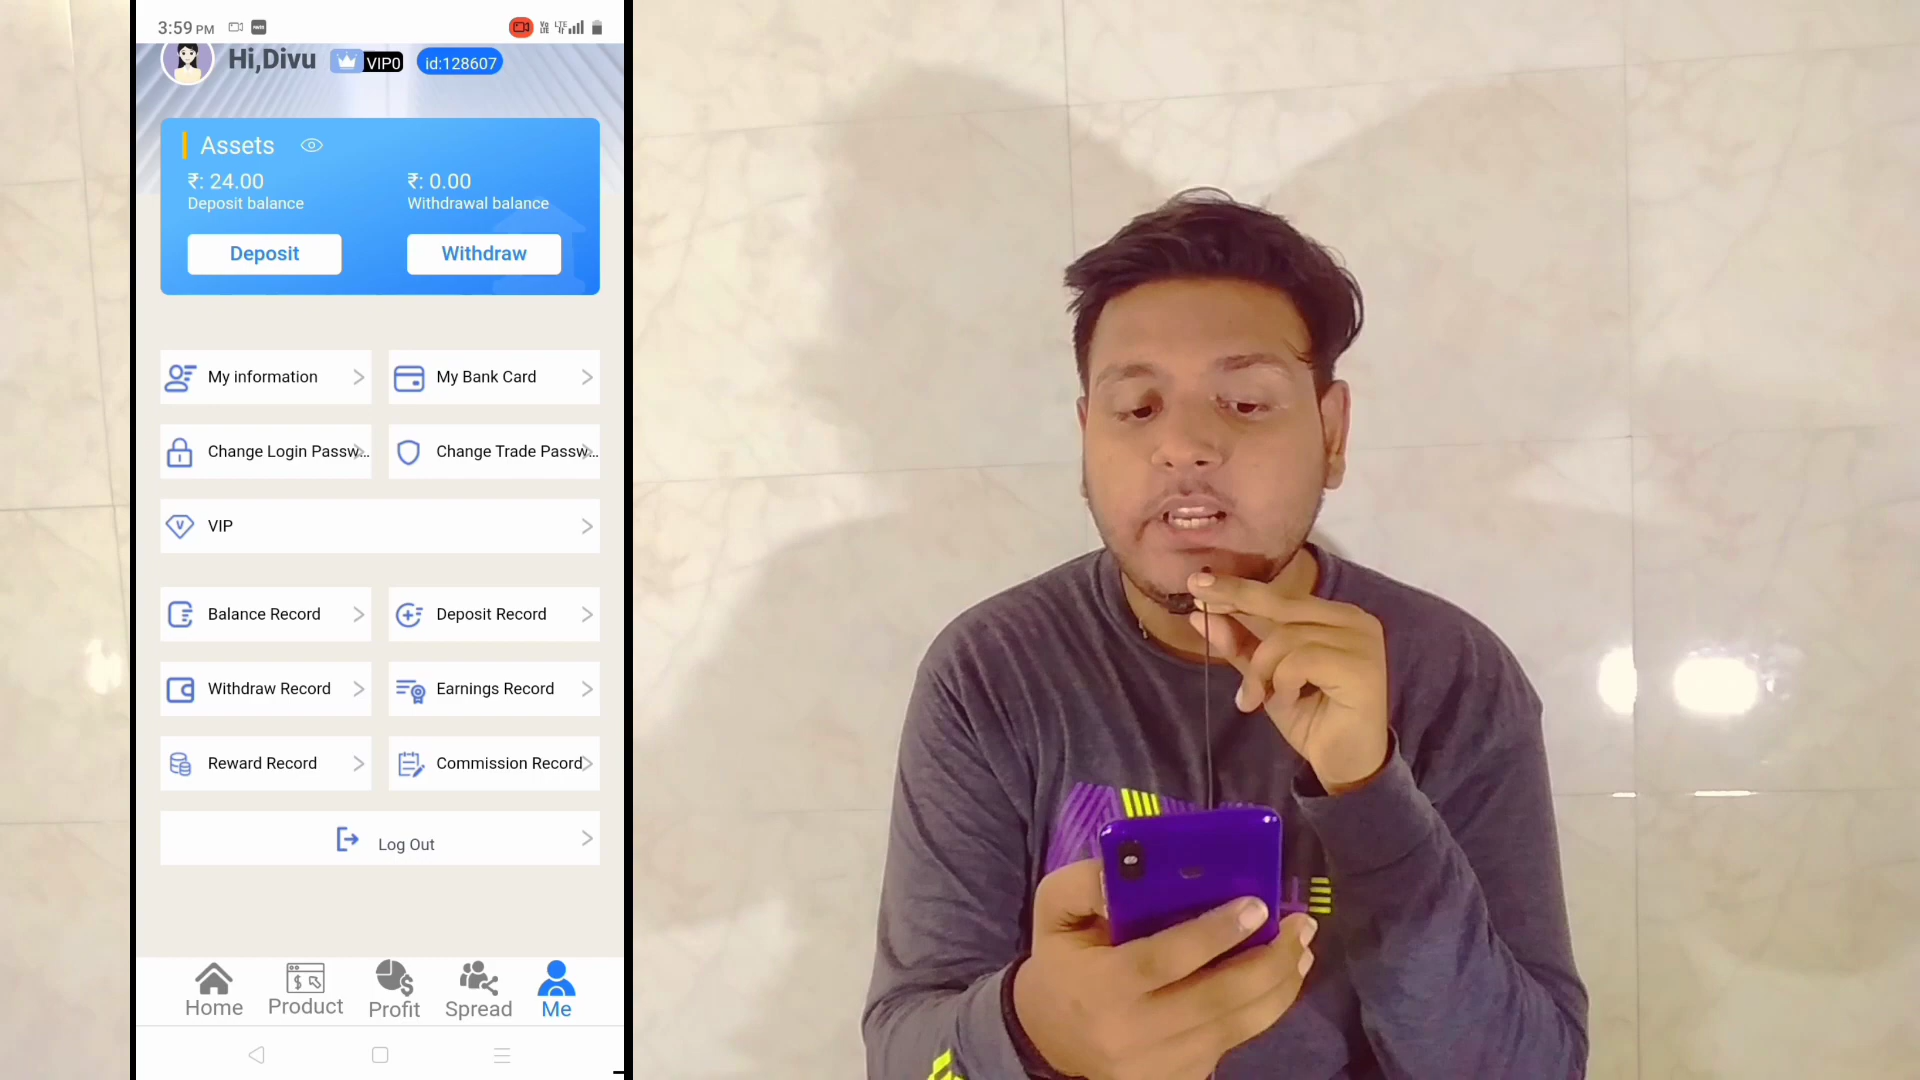 3:59 PM
Hi,Divu VIP0 id:128607
Assets
₹: 24.00 ₹: 0.00
Deposit balance Withdrawal balance
Deposit Withdraw
My information My Bank Card
Change Login Passw... Change Trade Passw...
VIP
Balance Record Deposit Record
Withdraw Record Earnings Record
Reward Record Commission Record
Log Out
Home Product Profit Spread Me